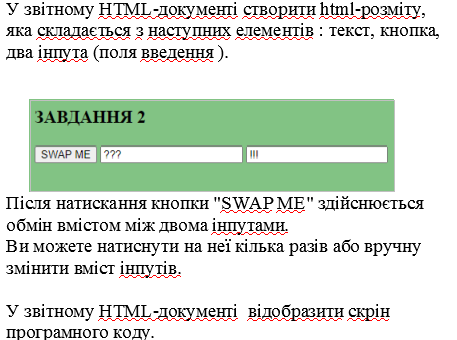 У звітному HTML-документі створити html-розміту,
яка складається з наступних елементів : текст, кнопка,
два інпута (поля введення ).
ЗАВДАННЯ 2
SWAP ME ??? !!!
Після натискання кнопки "SWAP ME" здійснюється
обмін вмістом між двома інпутами.
Ви можете натиснути на неї кілька разів або вручну
змінити вміст інпутів.
У звітному HTML-документі відобразити скрін
програмного коду.